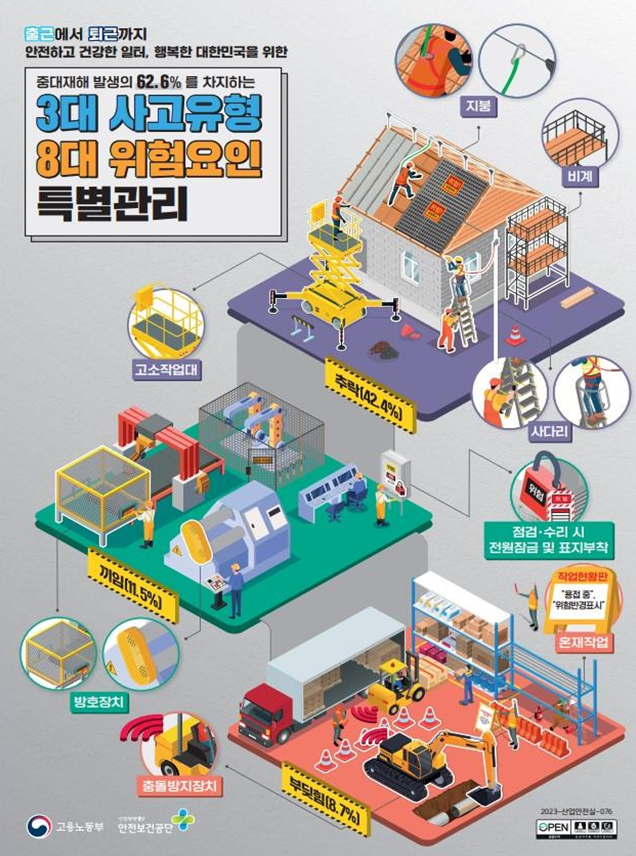 출근에서 퇴근까지
안전하고 건강한 일터, 행복한 대한민국을 위한
중대재해 발생의 62.6% 를 차지하는
3대 사고유형
8대 위험요인
특별관리
지붕
비계
고소작업대
추락(42.4%)
사다리
위험
점검·수리 시
전원잠금 및 표지부착
끼임(11.5%)
작업현황판
"용접 중",
"위험반경표시"
혼재작업
방호장치
충돌방지장치
부딪힘(8.7%)
고용노동부
안전보건공단
2023-산업안전실-076
OPEN